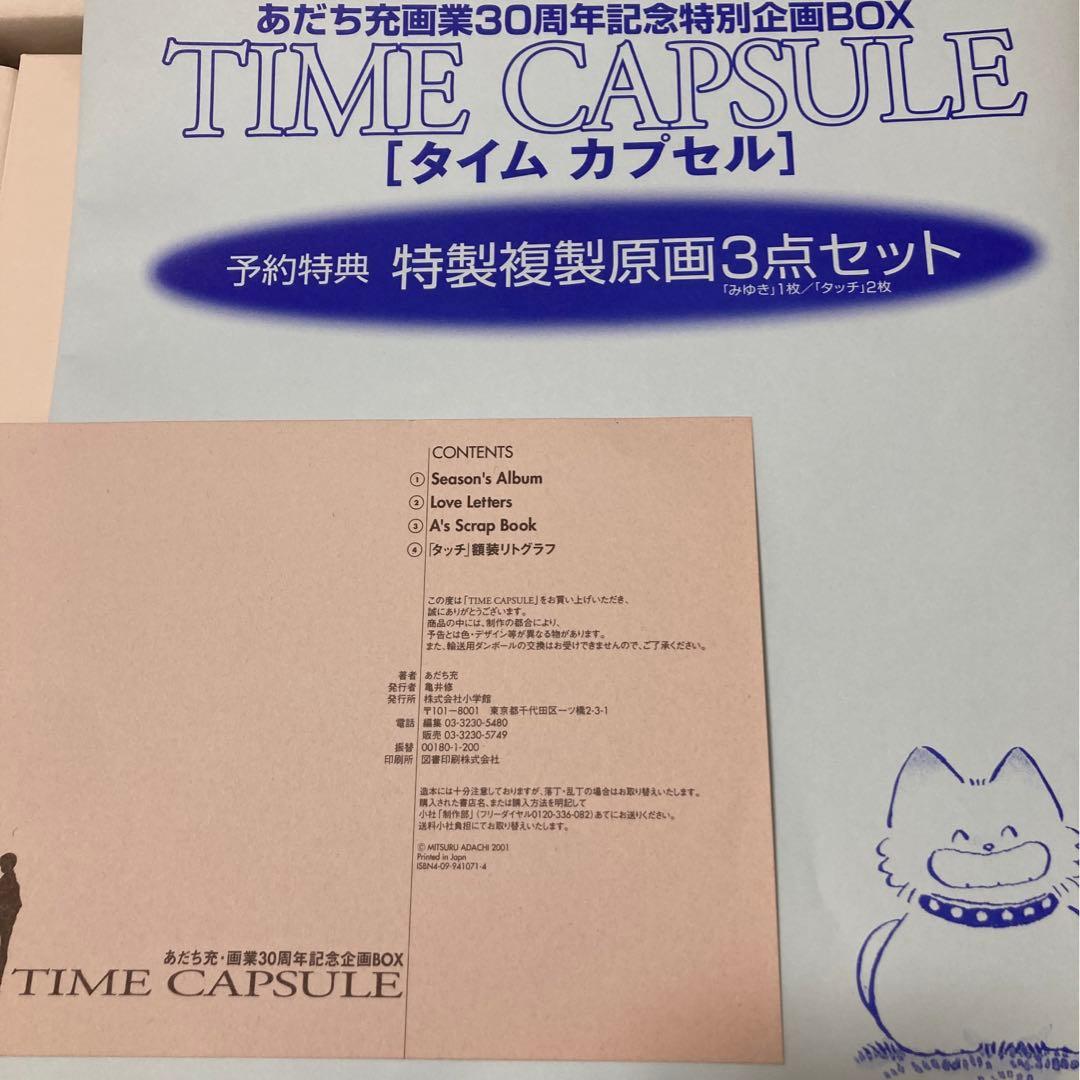 あだち充画業30周年記念特別企画BOX
TIME CAPSULE
[タイム カプセル]
予約特典 特製複製原画3点セット
「みゆき」1枚／「タッチ」2枚
CONTENTS
① Season's Album
② Love Letters
③ A's Scrap Book
④ 「タッチ」額装リトグラフ
この度は「TIME CAPSULE」をお買い上げいただき、
誠にありがとうございます。
商品の中には、制作の都合により、
予告とは色・デザイン等が異なる物があります。
また、輸送用ダンボールの交換はお受けできませんので、ご了承ください。
著者 あだち充
発行者 亀井修
発行所 株式会社小学館
〒101-8001 東京都千代田区一ツ橋2-3-1
電話 編集 03-3230-5480
販売 03-3230-5749
振替 00180-1-200
印刷所 図書印刷株式会社
造本には十分注意しておりますが、落丁・乱丁の場合はお取り替えいたします。
購入された書店名、または購入方法を明記して
小社「制作部」(フリーダイヤル0120-336-082)あてにお送りください。
送料小社負担にてお取り替えいたします。
© MITSURU ADACHI 2001
Printed in Japn
ISBN4-09-941071-4
あだち充・画業30周年記念企画BOX
TIME CAPSULE